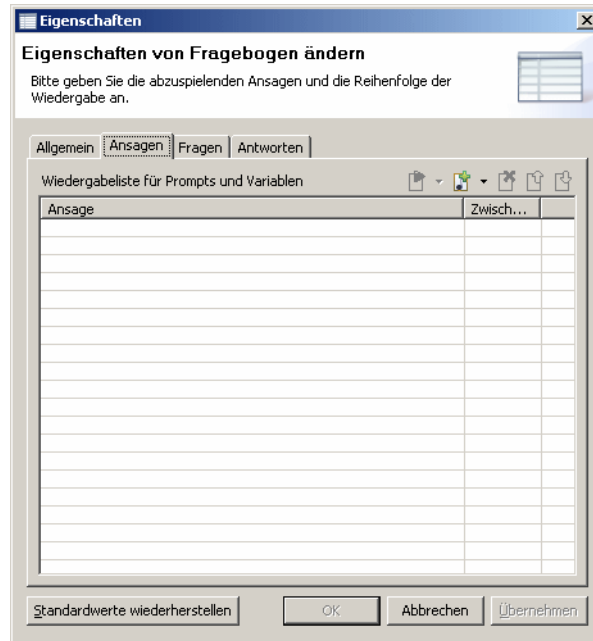 Eigenschaften
Eigenschaften von Fragebogen ändern
Bitte geben Sie die abzuspielenden Ansagen und die Reihenfolge der
Wiedergabe an.
Allgemein Ansagen Fragen Antworten
Wiedergabeliste für Prompts und Variablen
Ansage Zwisch...
Standardwerte wiederherstellen OK Abbrechen Übernehmen